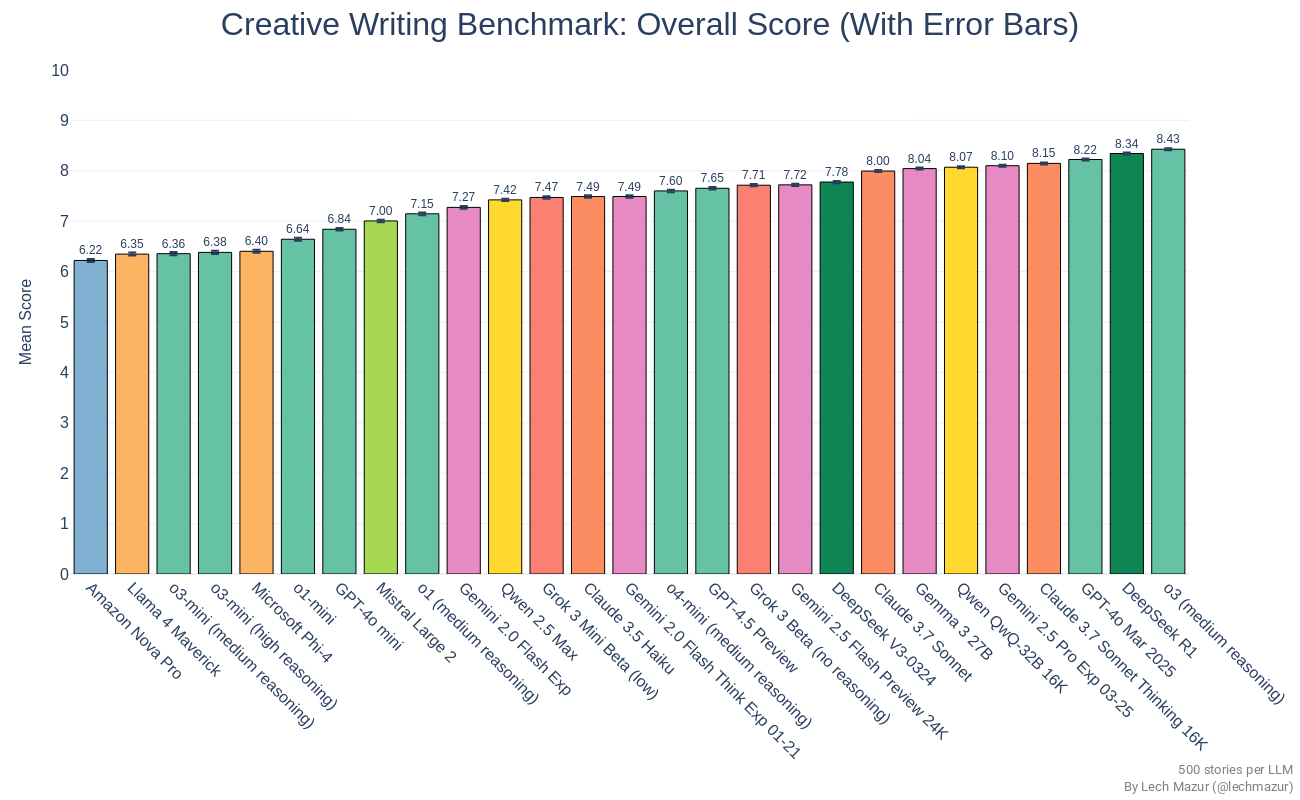 Creative Writing Benchmark: Overall Score (With Error Bars)
Mean Score
10
9
8
7
6
5
4
3
2
1
0
6.22
6.35
6.36
6.38
6.40
6.64
6.84
7.00
7.15
7.27
7.42
7.47
7.49
7.49
7.60
7.65
7.71
7.72
7.78
8.00
8.04
8.07
8.10
8.15
8.22
8.34
8.43
Amazon Nova Pro
Llama 4 Maverick
o3-mini (medium reasoning)
o3-mini (high reasoning)
Microsoft Phi-4
o1-mini
GPT-4o mini
Mistral Large 2
o1 (medium reasoning)
Gemini 2.0 Flash Exp
Qwen 2.5 Max
Grok 3 Mini Beta (low)
Claude 3.5 Haiku
Gemini 2.0 Flash Think Exp 01-21
o4-mini (medium reasoning)
GPT-4.5 Preview
Grok 3 Beta (no reasoning)
Gemini 2.5 Flash Preview 24K
DeepSeek V3-0324
Claude 3.7 Sonnet
Gemma 3 27B
Qwen QwQ-32B 16K
Gemini 2.5 Pro Exp 03-25
Claude 3.7 Sonnet Thinking 16K
GPT-4o Mar 2025
DeepSeek R1
o3 (medium reasoning)
500 stories per LLM
By Lech Mazur (@lechmazur)